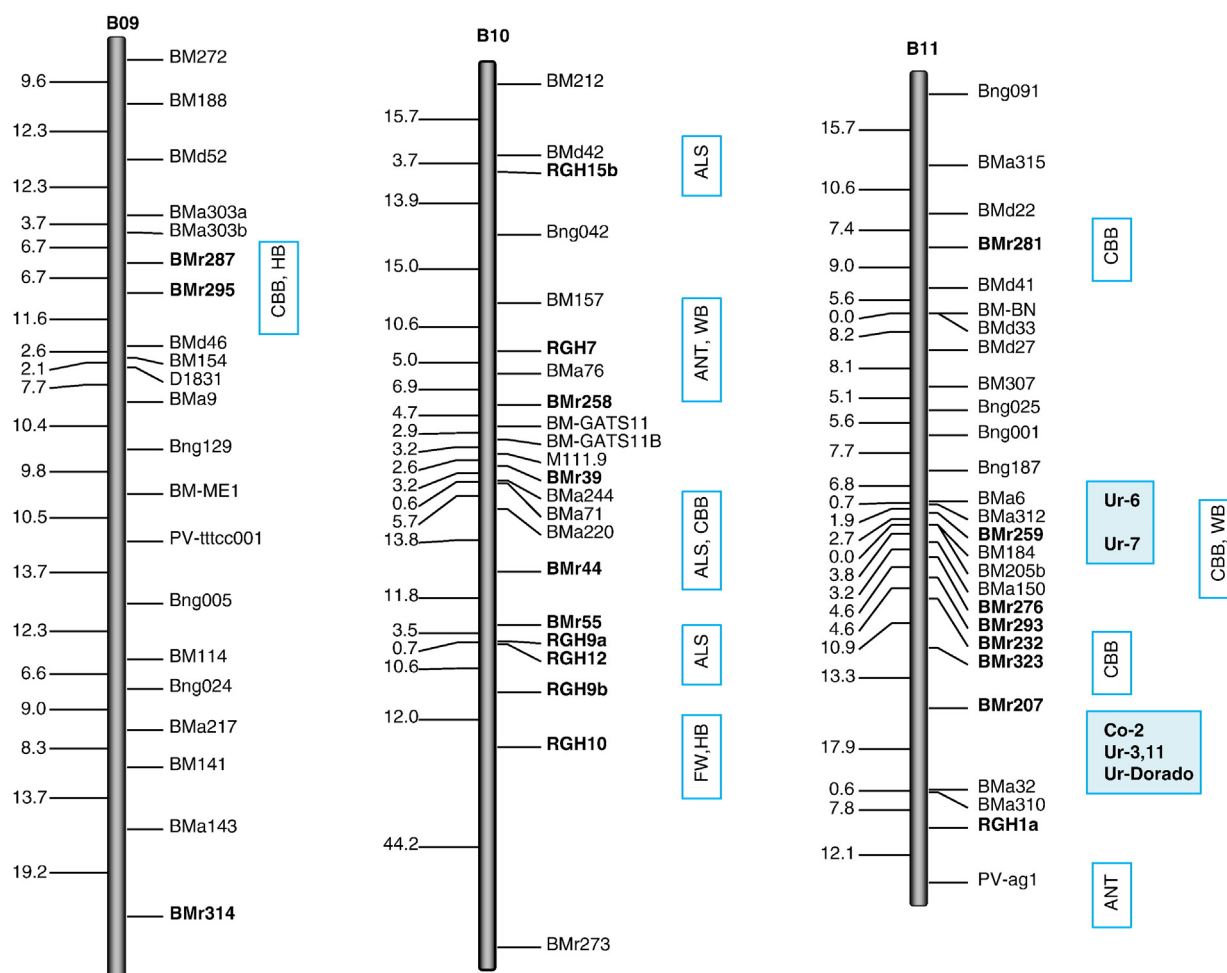 B09
9.6
12.3
12.3
3.7
6.7
6.7
11.6
2.6
2.1
7.7
10.4
9.8
10.5
13.7
12.3
6.6
9.0
8.3
13.7
19.2
BM272
BM188
BMd52
BMa303a
BMa303b
BMr287
BMr295
BMd46
BM154
D1831
BMa9
Bng129
BM-ME1
PV-tttcc001
Bng005
BM114
Bng024
BMa217
BM141
BMa143
BMr314
CBB, HB
B10
15.7
3.7
13.9
15.0
10.6
5.0
6.9
4.7
2.9
3.2
2.6
3.2
0.6
5.7
13.8
11.8
3.5
0.7
10.6
12.0
44.2
BM212
BMd42
RGH15b
Bng042
BM157
RGH7
BMa76
BMr258
BM-GATS11
BM-GATS11B
M111.9
BMr39
BMa244
BMa71
BMa220
BMr44
BMr55
RGH9a
RGH12
RGH9b
RGH10
BMr273
ALS
ANT, WB
ALS, CBB
ALS
FW,HB
B11
15.7
10.6
7.4
9.0
5.6
0.0
8.2
8.1
5.1
5.6
7.7
6.8
0.7
1.9
2.7
0.0
3.8
3.2
4.6
4.6
10.9
13.3
17.9
0.6
7.8
12.1
Bng091
BMa315
BMd22
BMr281
BMd41
BM-BN
BMd33
BMd27
BM307
Bng025
Bng001
Bng187
BMa6
BMa312
BMr259
BM184
BM205b
BMa150
BMr276
BMr293
BMr232
BMr323
BMr207
BMa32
BMa310
RGH1a
PV-ag1
CBB
Ur-6
Ur-7
CBB, WB
CBB
Co-2
Ur-3,11
Ur-Dorado
ANT